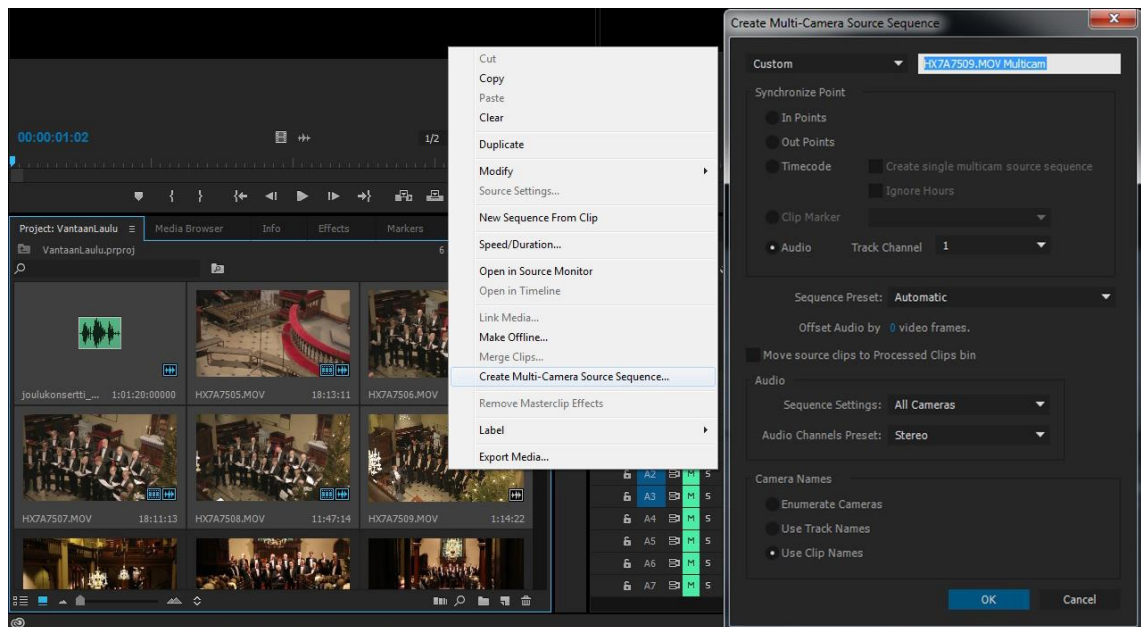 00:00:01:02
1/2
Project: VantaanLaulu
Media Browser
Info
Effects
Markers
VantaanLaulu.prproj
6
joulukonsertti_... 1:01:20:00000
HX7A7505.MOV 18:13:11
HX7A7506.MOV
HX7A7507.MOV 18:11:13
HX7A7508.MOV 11:47:14
HX7A7509.MOV 1:14:22
Cut
Copy
Paste
Clear
Duplicate
Modify
Source Settings...
New Sequence From Clip
Speed/Duration...
Open in Source Monitor
Open in Timeline
Link Media...
Make Offline...
Merge Clips...
Create Multi-Camera Source Sequence...
Remove Masterclip Effects
Label
Export Media...
A2 M S
A3 M S
A4 M S
A5 M S
A6 M S
A7 M S
Create Multi-Camera Source Sequence
Custom HX7A7509.MOV Multicam
Synchronize Point
In Points
Out Points
Timecode Create single multicam source sequence
Ignore Hours
Clip Marker
Audio Track Channel 1
Sequence Preset: Automatic
Offset Audio by 0 video frames.
Move source clips to Processed Clips bin
Audio
Sequence Settings: All Cameras
Audio Channels Preset: Stereo
Camera Names
Enumerate Cameras
Use Track Names
Use Clip Names
OK Cancel